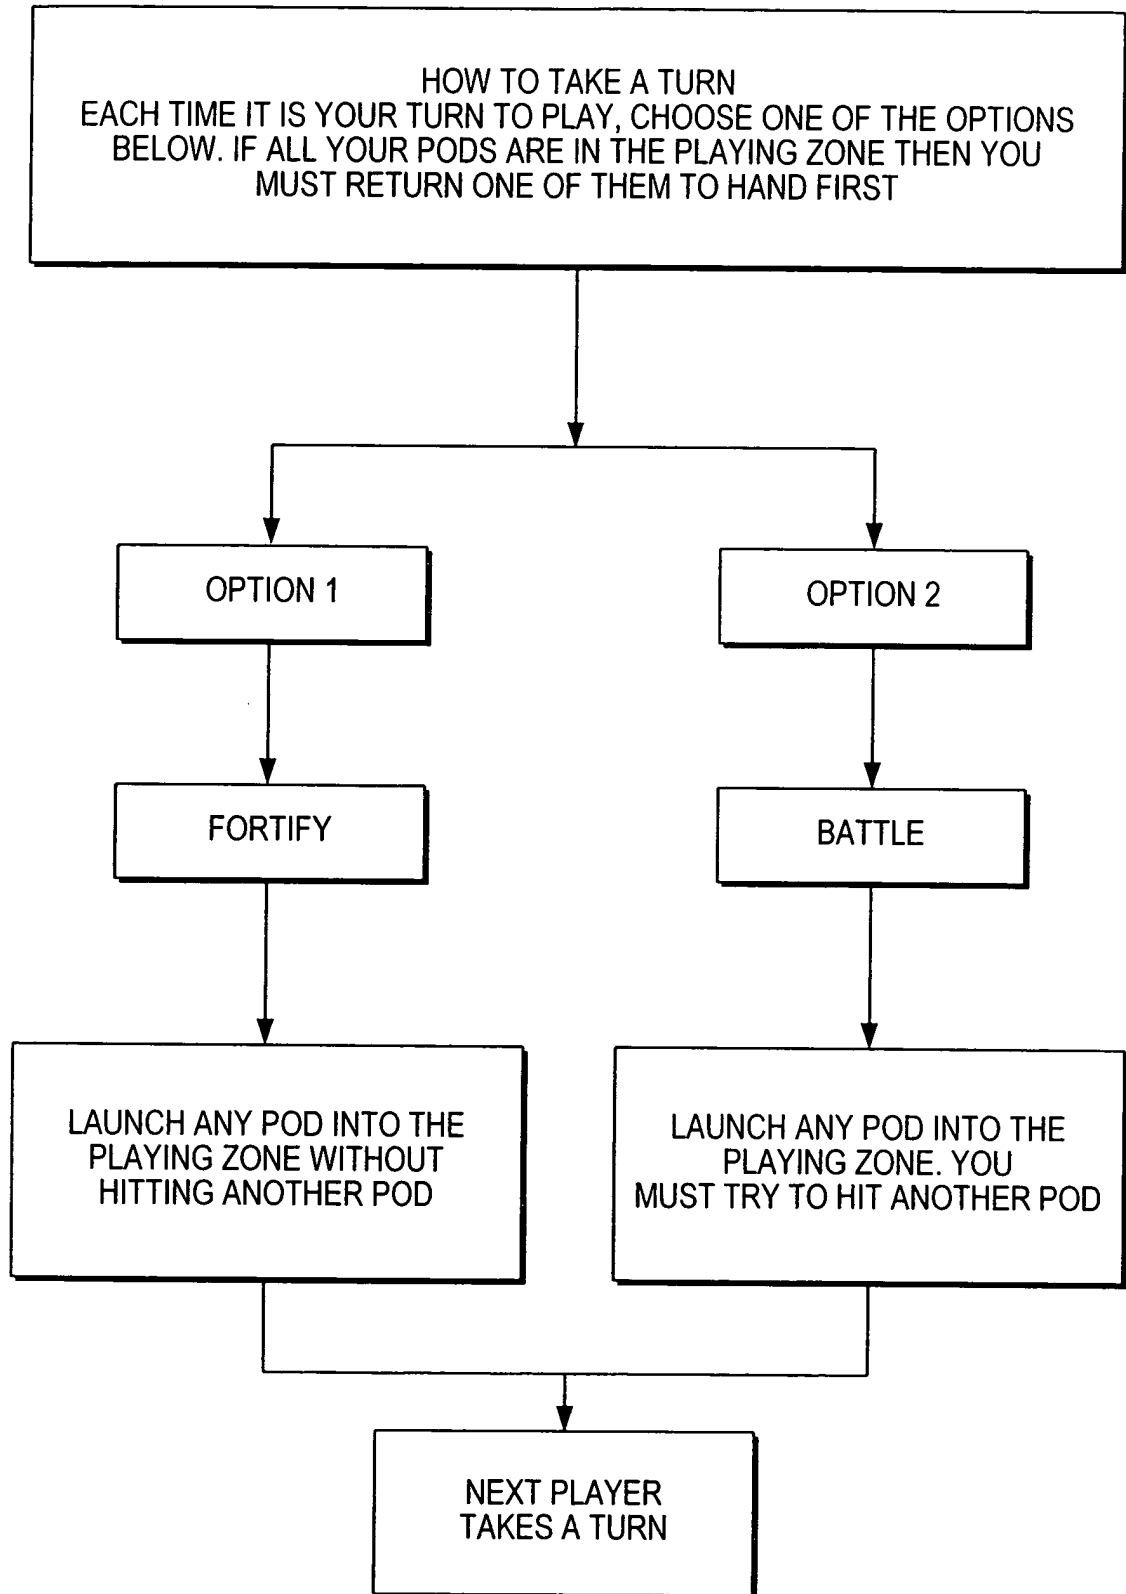 HOW TO TAKE A TURN
EACH TIME IT IS YOUR TURN TO PLAY, CHOOSE ONE OF THE OPTIONS
BELOW. IF ALL YOUR PODS ARE IN THE PLAYING ZONE THEN YOU
MUST RETURN ONE OF THEM TO HAND FIRST
OPTION 1
OPTION 2
FORTIFY
BATTLE
LAUNCH ANY POD INTO THE
PLAYING ZONE WITHOUT
HITTING ANOTHER POD
LAUNCH ANY POD INTO THE
PLAYING ZONE. YOU
MUST TRY TO HIT ANOTHER POD
NEXT PLAYER
TAKES A TURN